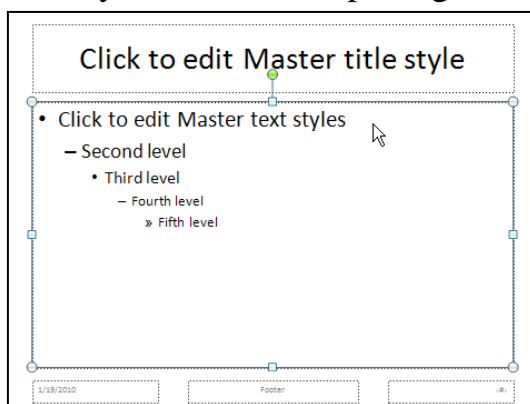 Click to edit Master title style
• Click to edit Master text styles
– Second level
• Third level
– Fourth level
» Fifth level
1/19/2010 Footer ‹#›